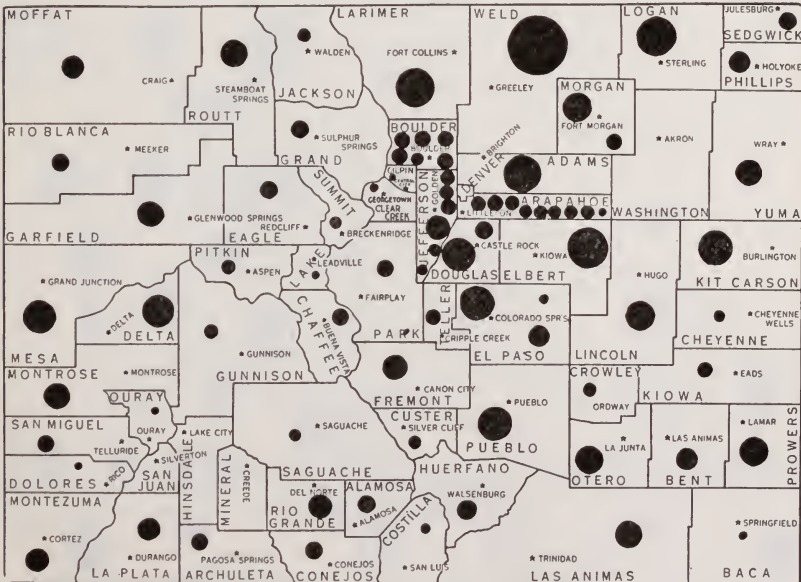 MOFFAT
CRAIG
ROUTT
STEAMBOAT
SPRINGS
WALDEN
JACKSON
LARIMER
FORT COLLINS
WELD
GREELEY
LOGAN
STERLING
JULESBURG
SEDGWICK
HOLYOKE
PHILLIPS
RIO BLANCA
MEEKER
SULPHUR
SPRINGS
GRAND
BOULDER
BOULDER
GILPIN
CENTRAL
CITY
GEORGETOWN
CLEAR
CREEK
JEFFERSON
GOLDEN
DENVER
BRIGHTON
ADAMS
MORGAN
FORT MORGAN
AKRON
WASHINGTON
WRAY
YUMA
GARFIELD
GLENWOOD SPRINGS
REDCLIFF
EAGLE
SUMMIT
BRECKENRIDGE
LITTLETON
ARAPAHOE
PITKIN
ASPEN
LAKE
LEADVILLE
FAIRPLAY
PARK
CASTLE ROCK
DOUGLAS
KIOWA
ELBERT
HUGO
LINCOLN
BURLINGTON
KIT CARSON
GRAND JUNCTION
MESA
DELTA
DELTA
GUNNISON
GUNNISON
CHAFFEE
BUENA VISTA
TELLER
CRIPPLE CREEK
COLORADO SPR'S
EL PASO
CHEYENNE
WELLS
CHEYENNE
MONTROSE
MONTROSE
OURAY
OURAY
CANON CITY
FREMONT
CROWLEY
ORDWAY
KIOWA
EADS
SAN MIGUEL
TELLURIDE
LAKE CITY
HINSDALE
SAGUACHE
SAGUACHE
CUSTER
SILVER CLIFF
PUEBLO
PUEBLO
LA JUNTA
OTERO
LAS ANIMAS
BENT
LAMAR
PROWERS
DOLORES
RICO
SILVERTON
SAN
JUAN
MINERAL
CREEDE
DEL NORTE
RIO
GRANDE
ALAMOSA
ALAMOSA
HUERFANO
WALSENBURG
COSTILLA
SAN LUIS
MONTEZUMA
CORTEZ
DURANGO
LA PLATA
PAGOSA SPRINGS
ARCHULETA
CONEJOS
CONEJOS
TRINIDAD
LAS ANIMAS
SPRINGFIELD
BACA